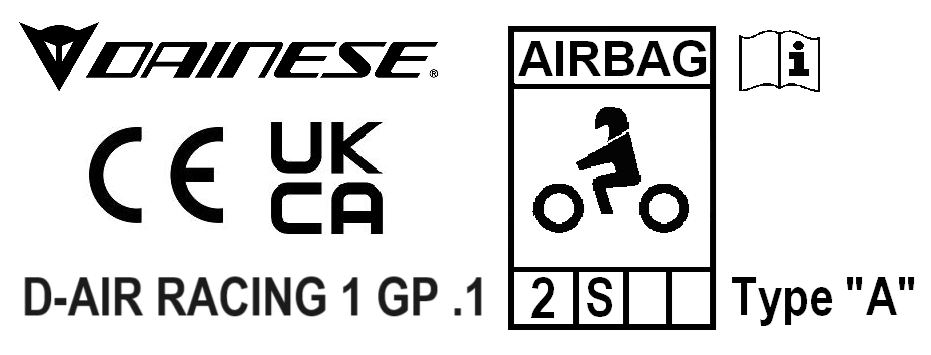 DAINESE®
AIRBAG
i
CE
UK
CA
D-AIR RACING 1 GP .1
2 S
Type "A"